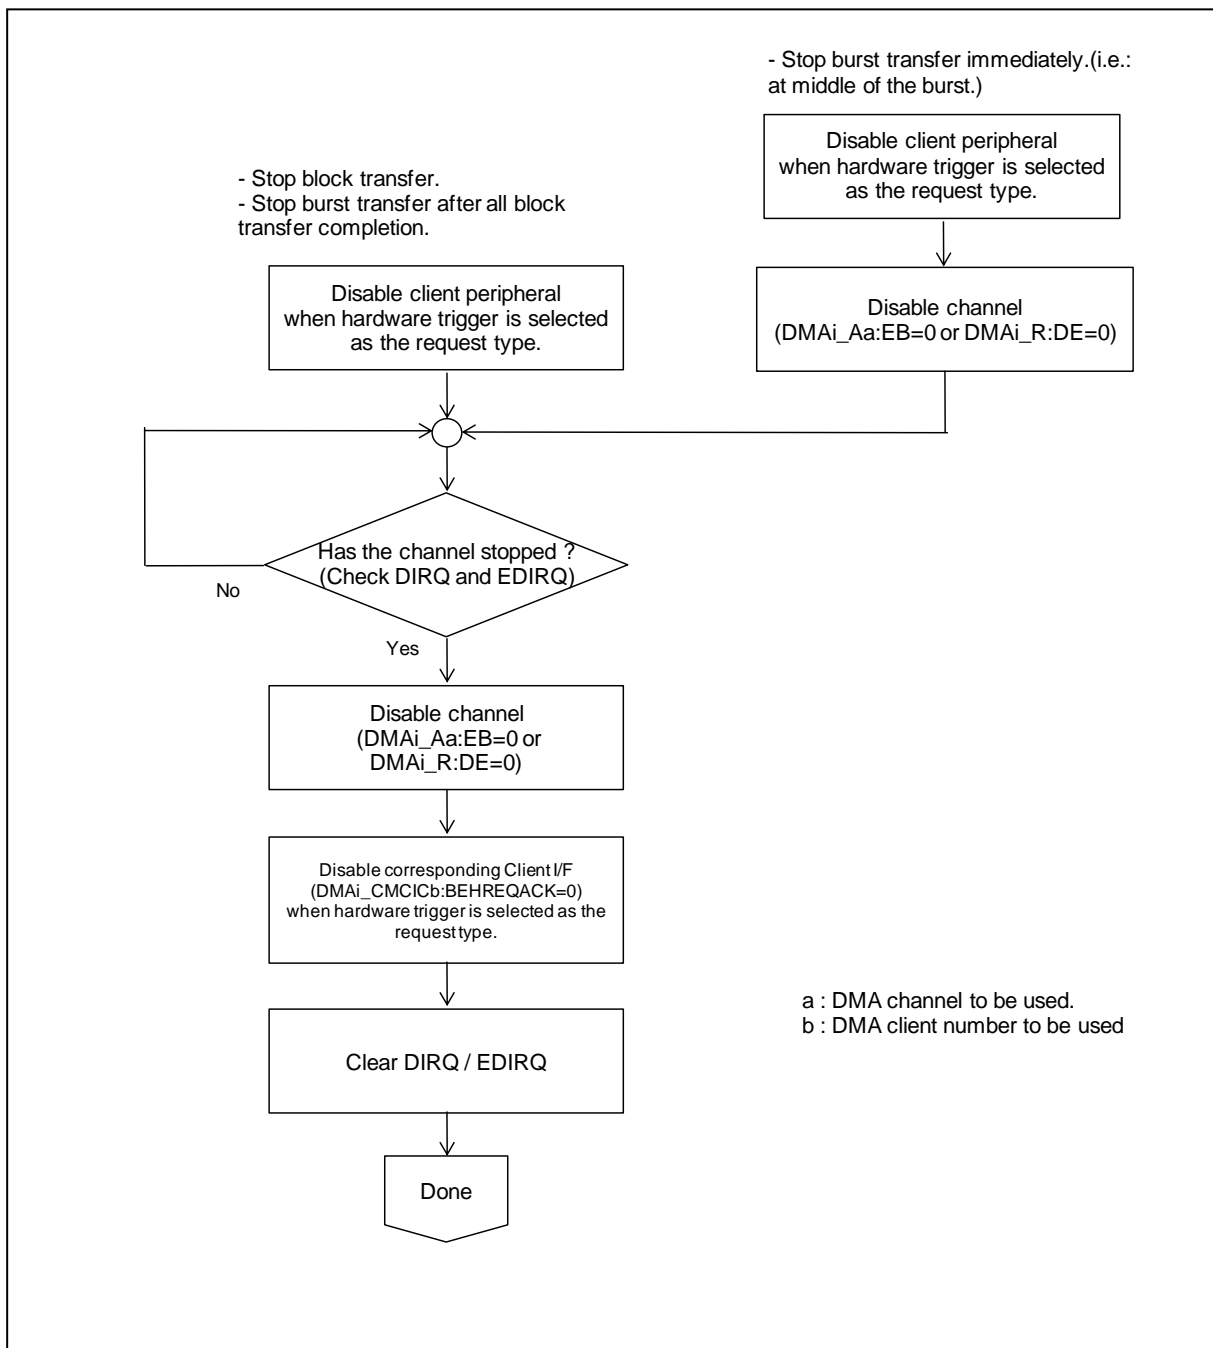 - Stop burst transfer immediately.(i.e.:
at middle of the burst.)
Disable client peripheral
when hardware trigger is selected
as the request type.
Disable channel
(DMAi_Aa:EB=0 or DMAi_R:DE=0)
- Stop block transfer.
- Stop burst transfer after all block
transfer completion.
Disable client peripheral
when hardware trigger is selected
as the request type.
Has the channel stopped ?
(Check DIRQ and EDIRQ)
No
Yes
Disable channel
(DMAi_Aa:EB=0 or
DMAi_R:DE=0)
Disable corresponding Client I/F
(DMAi_CMCICb:BEHREQACK=0)
when hardware trigger is selected as the
request type.
Clear DIRQ / EDIRQ
Done
a : DMA channel to be used.
b : DMA client number to be used